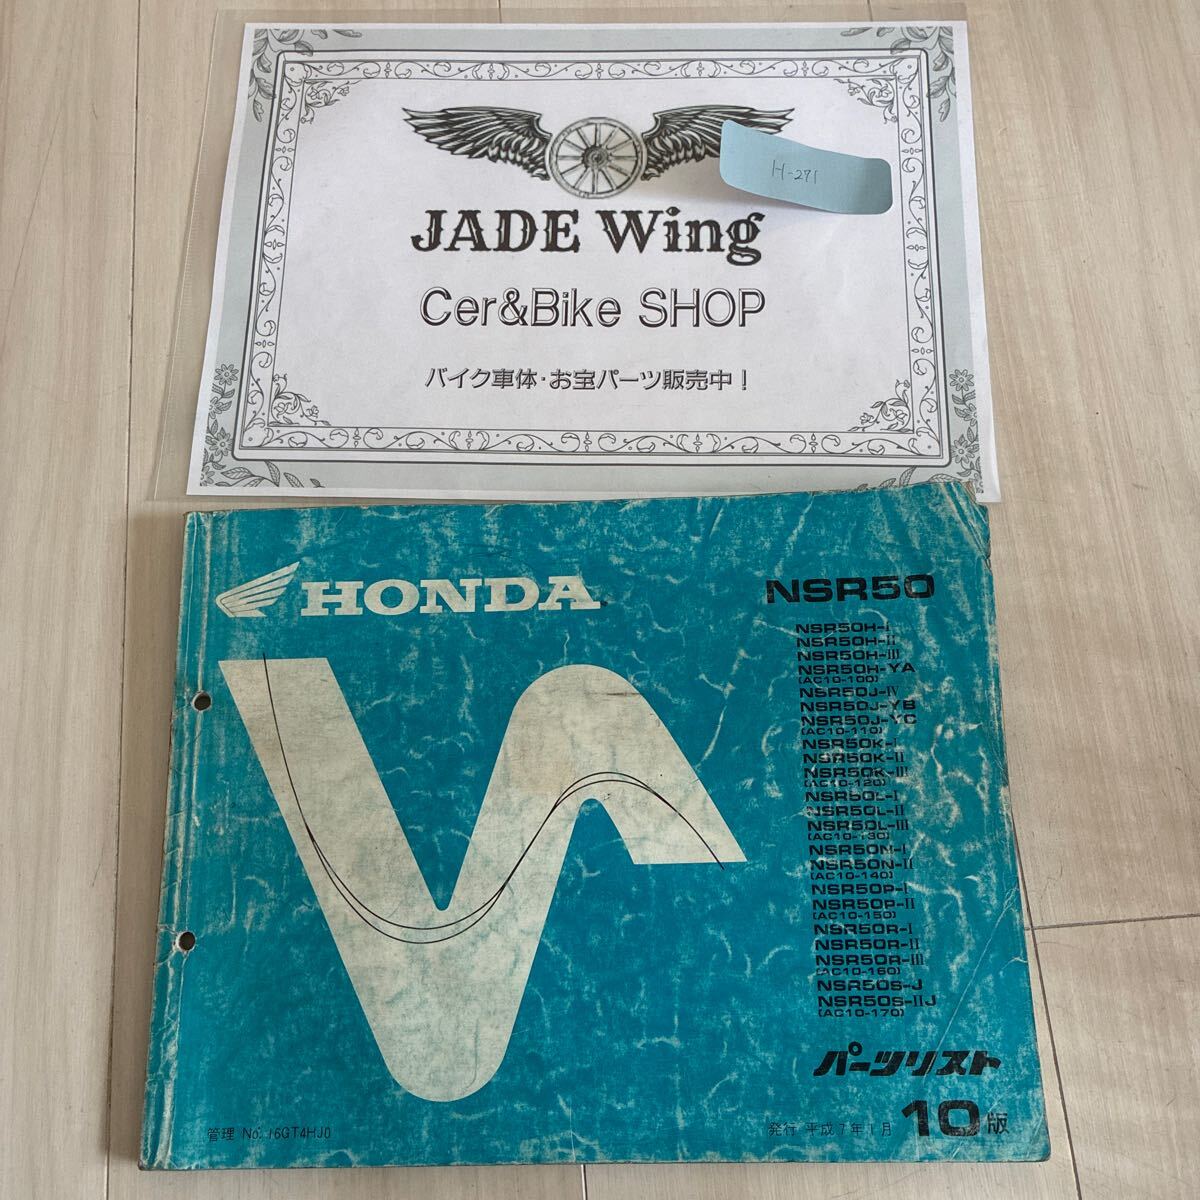 H-271
JADE Wing
Cer&Bike SHOP
バイク車体・お宝パーツ販売中！
HONDA
NSR50
NSR50H-I
NSR50H-II
NSR50H-III
NSR50H-YA
(AC10-100)
NSR50J-IV
NSR50J-YB
NSR50J-YC
(AC10-110)
NSR50K-I
NSR50K-II
NSR50K-III
(AC10-120)
NSR50L-I
NSR50L-II
NSR50L-III
(AC10-130)
NSR50N-I
NSR50N-II
(AC10-140)
NSR50P-I
NSR50P-II
(AC10-150)
NSR50R-I
NSR50R-II
NSR50R-III
(AC10-160)
NSR50S-J
NSR50S-IIJ
(AC10-170)
パーツリスト
管理 No. 16GT4HJ0
発行 平成7年1月
10版